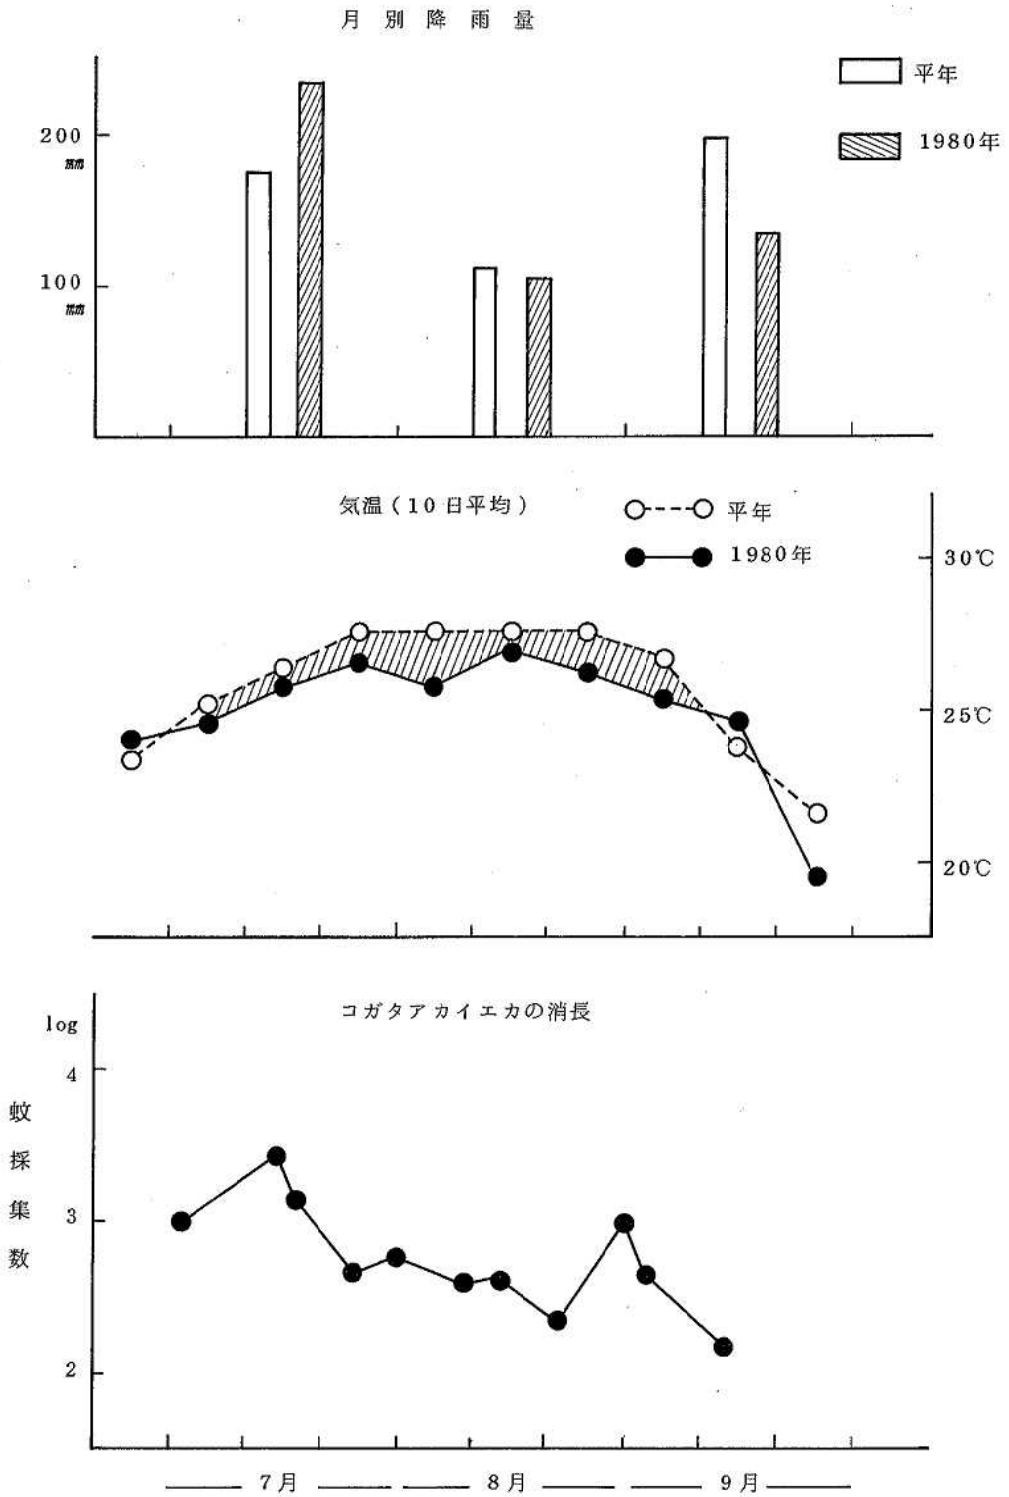 月別降雨量
平年
1980年
200
㎜
100
㎜
気温(10日平均)
平年
1980年
30℃
25℃
20℃
コガタアカイエカの消長
log
4
3
2
蚊採集数
7月
8月
9月